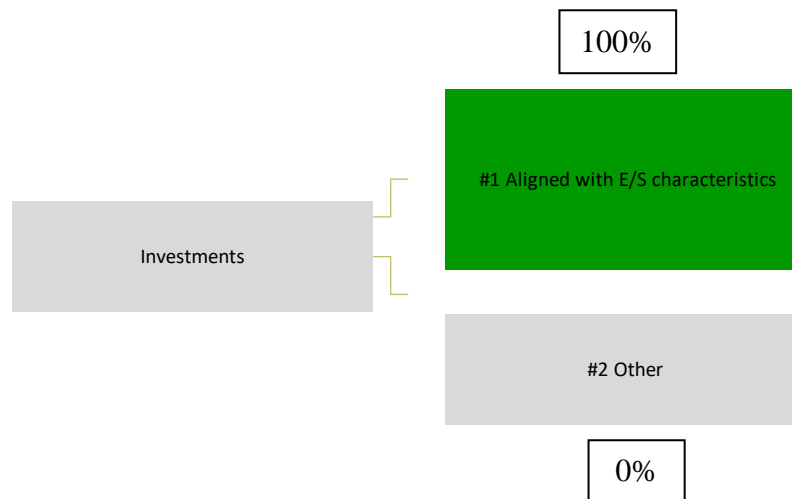 100%
#1 Aligned with E/S characteristics
Investments
#2 Other
0%